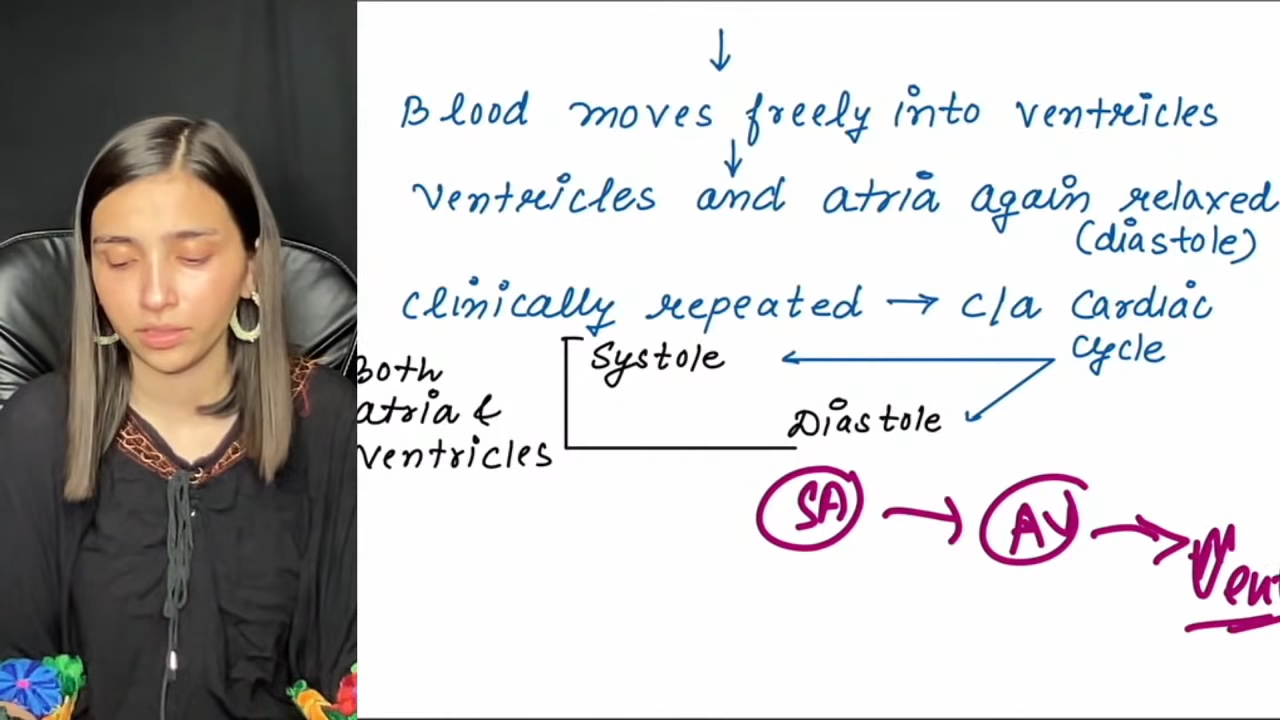 ↓
Blood moves freely into ventricles
↓
ventricles and atria again relaxed
(diastole)
clinically repeated → c/a Cardiac
cycle
Systole
Both
atria &
ventricles
Diastole
SA → AV → Vent